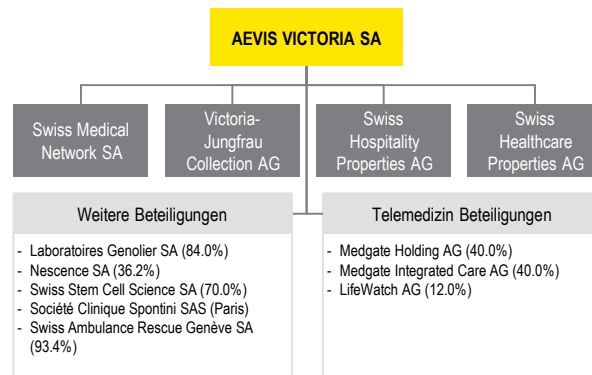 AEVIS VICTORIA SA
Swiss Medical
Network SA
Victoria-
Jungfrau
Collection AG
Swiss
Hospitality
Properties AG
Swiss
Healthcare
Properties AG
Weitere Beteiligungen
- Laboratoires Genolier SA (84.0%)
- Nescence SA (36.2%)
- Swiss Stem Cell Science SA (70.0%)
- Société Clinique Spontini SAS (Paris)
- Swiss Ambulance Rescue Genève SA
(93.4%)
Telemedizin Beteiligungen
- Medgate Holding AG (40.0%)
- Medgate Integrated Care AG (40.0%)
- LifeWatch AG (12.0%)